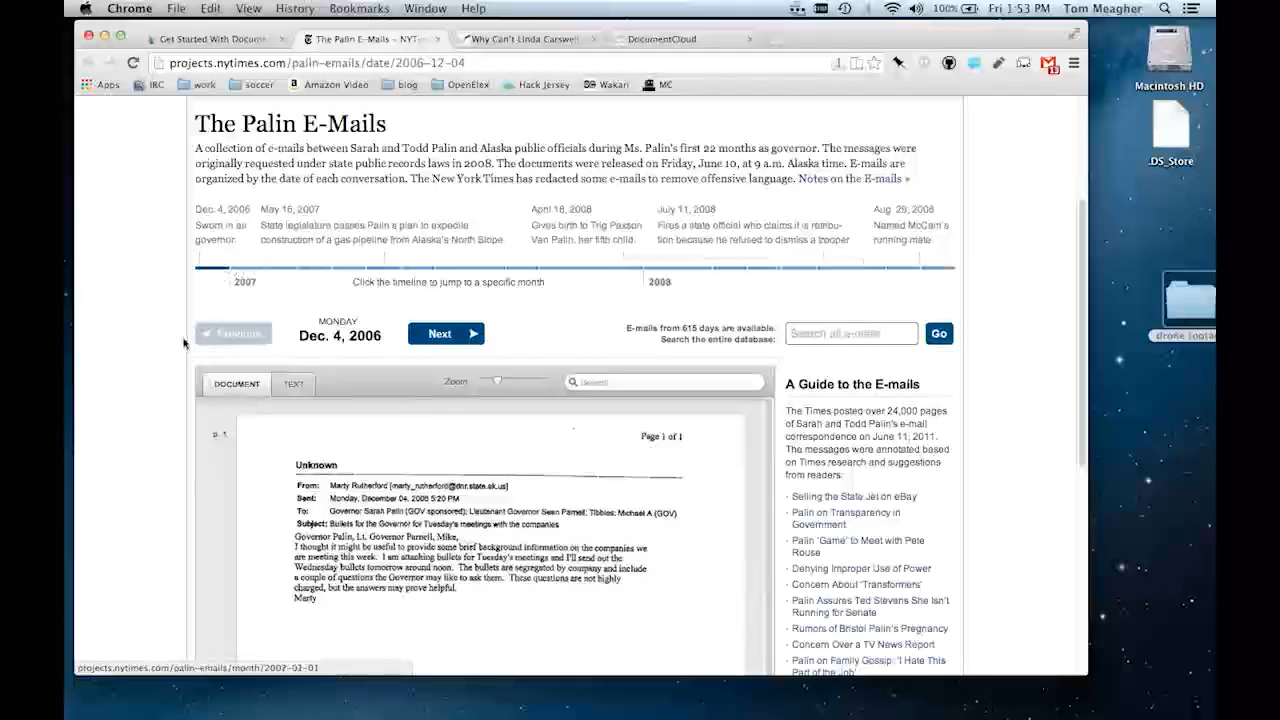 Chrome File Edit View History Bookmarks Window Help 100% Fri 1:53 PM Tom Meagher
Get Started With Docume The Palin E-Mails – NYTi Why Can't Linda Carswell DocumentCloud
projects.nytimes.com/palin-emails/date/2006-12-04
Apps IRC work soccer Amazon Video blog OpenElex Hack Jersey Wakari MC
Macintosh HD
.DS_Store
The Palin E-Mails
A collection of e-mails between Sarah and Todd Palin and Alaska public officials during Ms. Palin's first 22 months as governor. The messages were
originally requested under state public records laws in 2008. The documents were released on Friday, June 10, at 9 a.m. Alaska time. E-mails are
organized by the date of each conversation. The New York Times has redacted some e-mails to remove offensive language. Notes on the E-mails »
Dec. 4, 2006 May 16, 2007 April 18, 2008 July 11, 2008 Aug. 29, 2008
Sworn in as State legislature passes Palin's plan to expedite Gives birth to Trig Paxson Fires a state official who claims it is retribu- Named McCain's
governor. construction of a gas pipeline from Alaska's North Slope Van Palin, her fifth child. tion because he refused to dismiss a trooper running mate.
2007 Click the timeline to jump to a specific month 2008
MONDAY
Previous Dec. 4, 2006 Next
E-mails from 615 days are available.
Search the entire database:
Search all e-mails Go
drone footag
DOCUMENT TEXT Zoom Search
p. 1
Page 1 of 1
Unknown
From: Marty Rutherford [marty_rutherford@dnr.state.ak.us]
Sent: Monday, December 04, 2006 5:20 PM
To: Governor Sarah Palin (GOV sponsored); Lieutenant Governor Sean Parnell; Tibbles; Michael A (GOV)
Subject: Bullets for the Governor for Tuesday's meetings with the companies
Governor Palin, Lt. Governor Parnell, Mike,
I thought it might be useful to provide some brief background information on the companies we
are meeting this week. I am attaching bullets for Tuesday's meetings and I'll send out the
Wednesday bullets tomorrow around noon. The bullets are segregated by company and include
a couple of questions the Governor may like to ask them. These questions are not highly
charged, but the answers may prove helpful.
Marty
A Guide to the E-mails
The Times posted over 24,000 pages
of Sarah and Todd Palin's e-mail
correspondence on June 11, 2011.
The messages were annotated based
on Times research and suggestions
from readers:
· Selling the State Jet on eBay
· Palin on Transparency in
Government
· Palin 'Game' to Meet with Pete
Rouse
· Denying Improper Use of Power
· Concern About 'Transformers'
· Palin Assures Ted Stevens She Isn't
Running for Senate
· Rumors of Bristol Palin's Pregnancy
· Concern Over a TV News Report
· Palin on Family Gossip: 'I Hate This
Part of the Job'
projects.nytimes.com/palin-emails/month/2007-02-01